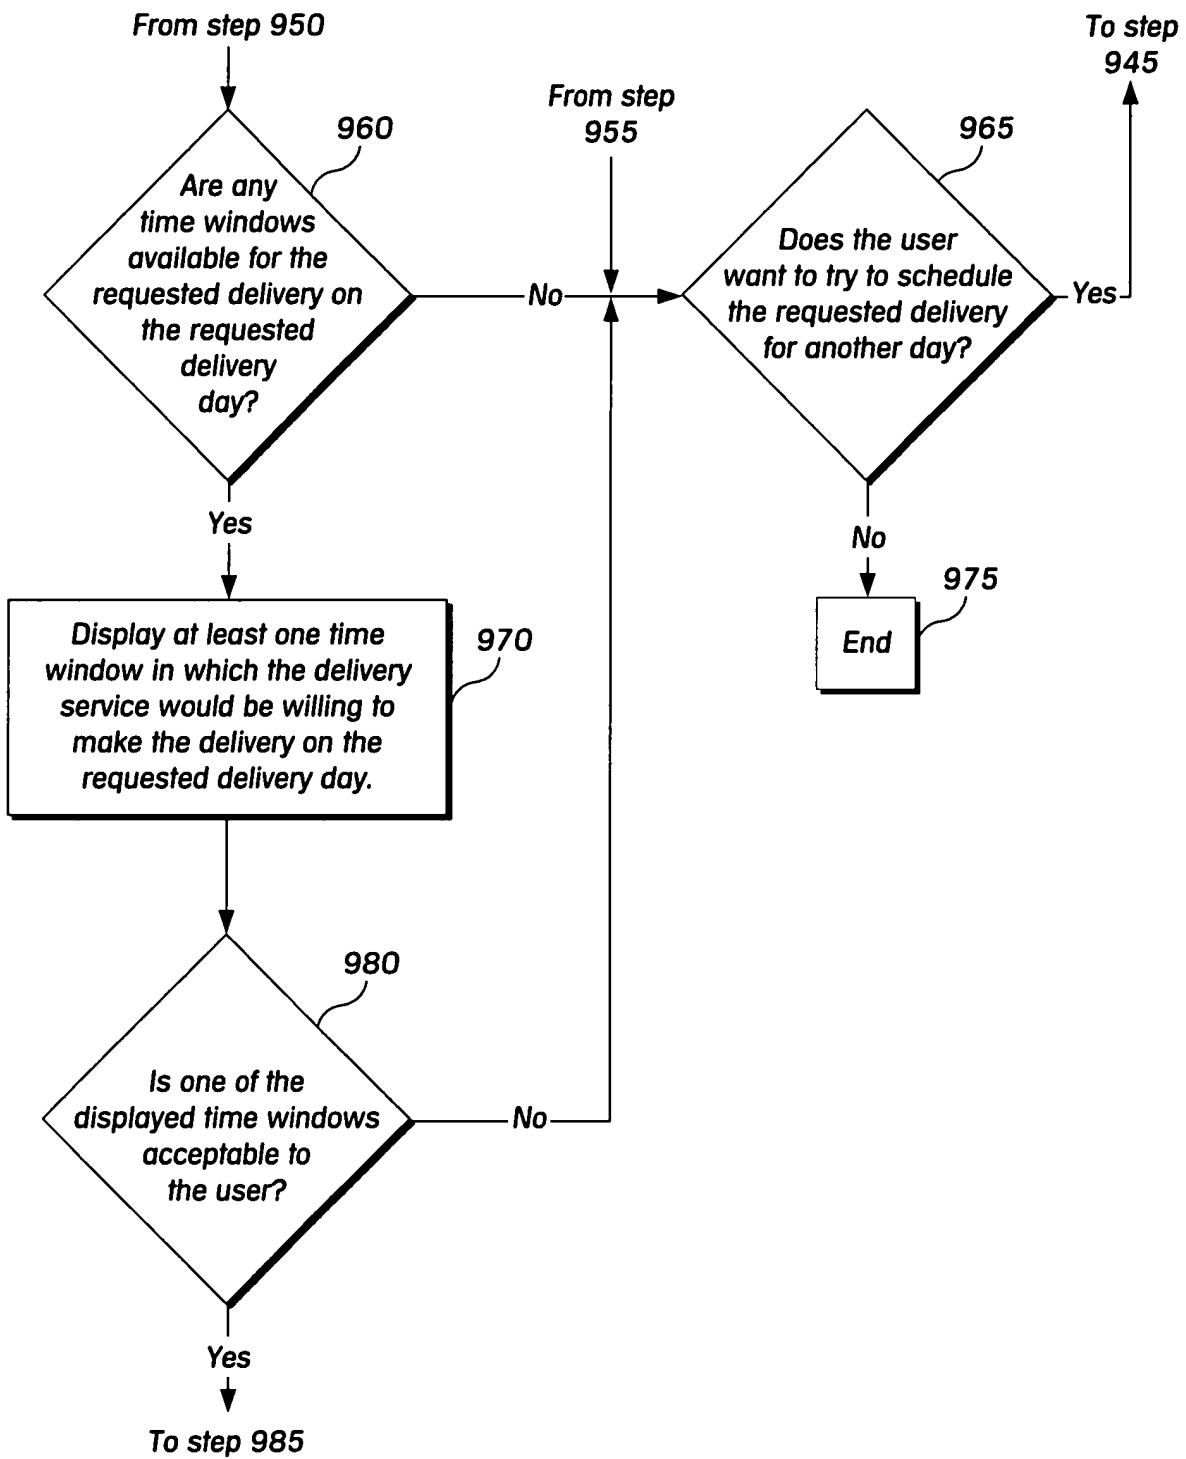 From step 950
960
Are any
time windows
available for the
requested delivery on
the requested
delivery
day?
No
Yes
From step
955
965
Does the user
want to try to schedule
the requested delivery
for another day?
Yes
To step
945
No
975
End
970
Display at least one time
window in which the delivery
service would be willing to
make the delivery on the
requested delivery day.
980
Is one of the
displayed time windows
acceptable to
the user?
No
Yes
To step 985